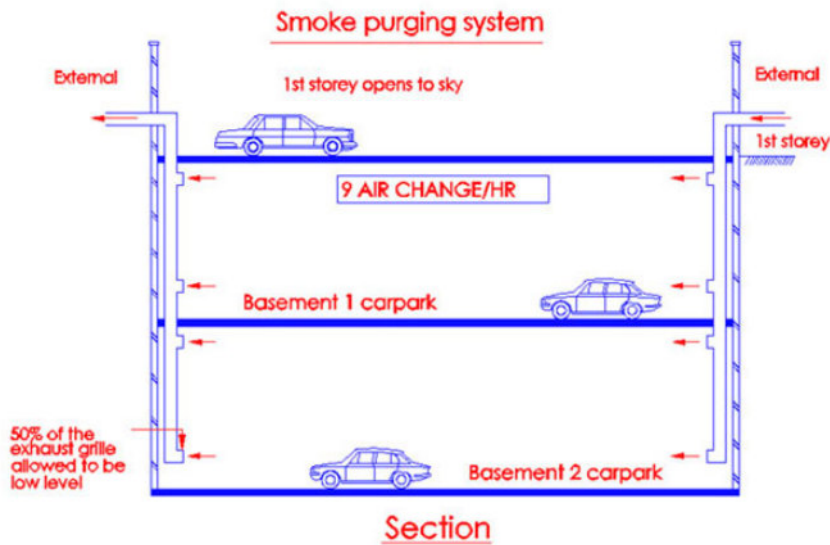 Smoke purging system
External
1st storey opens to sky
External
1st storey
9 AIR CHANGE/HR
Basement 1 carpark
50% of the
exhaust grille
allowed to be
low level
Basement 2 carpark
Section